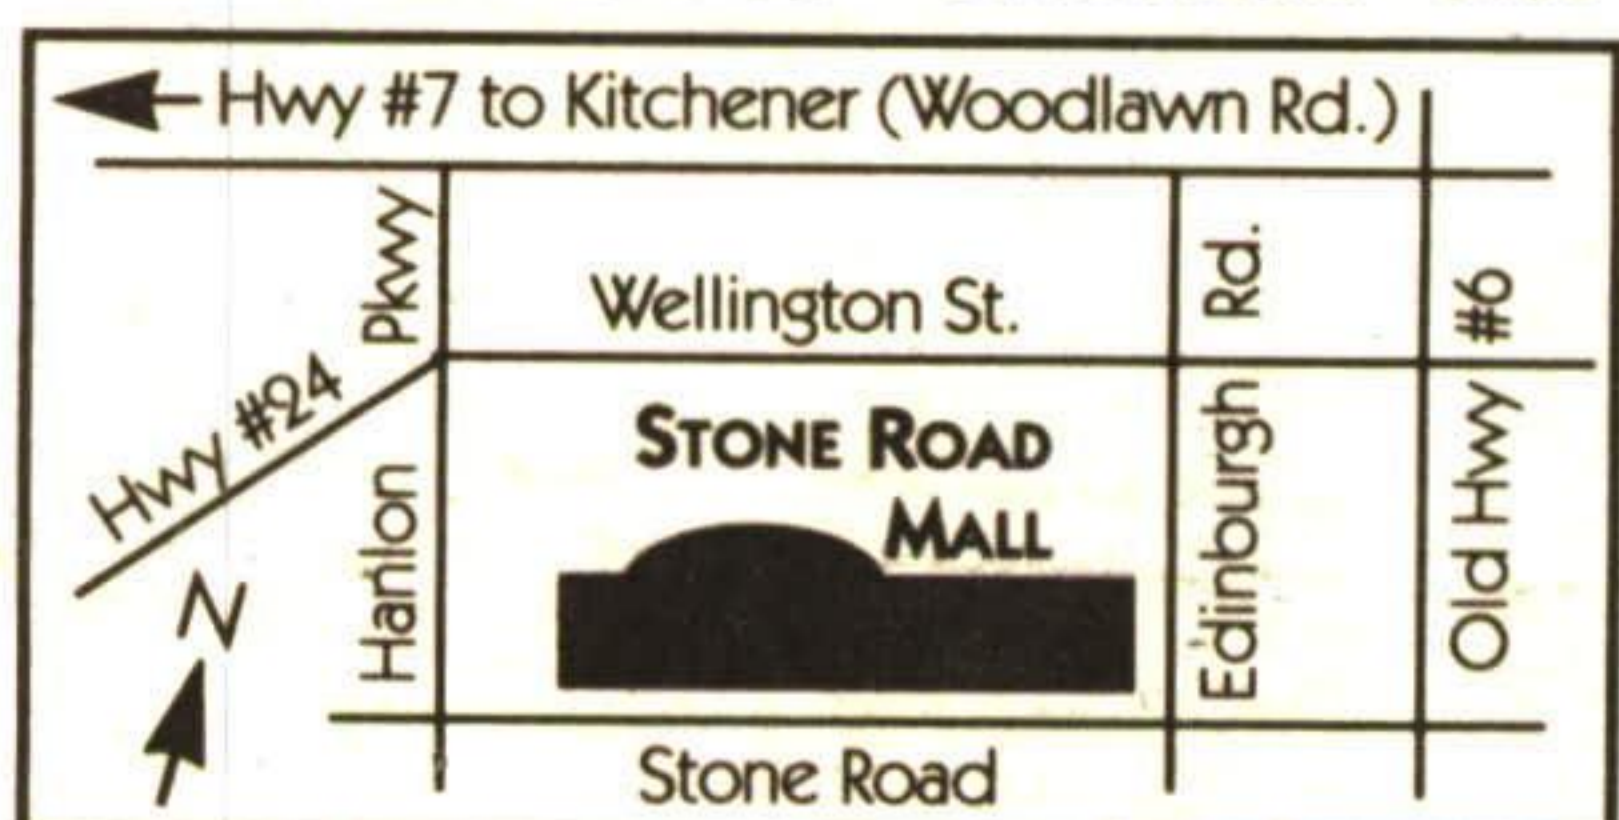 Hwy #7 to Kitchener (Woodlawn Rd.)
Hanlon Pkwy
Wellington St.
Edinburgh Rd.
Old Hwy #6
Hwy #24
STONE ROAD
MALL
N
Stone Road